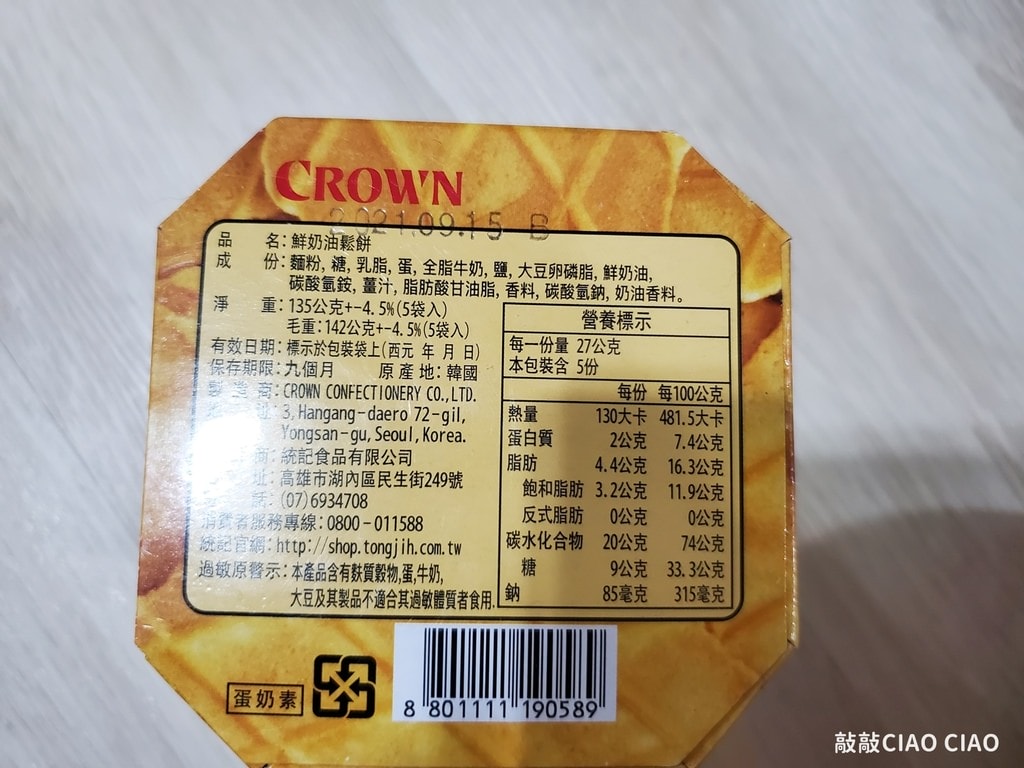 CROWN
2021.09.15 B
品 名:鮮奶油鬆餅
成 份:麵粉, 糖, 乳脂, 蛋, 全脂牛奶, 鹽, 大豆卵磷脂, 鮮奶油,
碳酸氫銨, 薑汁, 脂肪酸甘油脂, 香料, 碳酸氫鈉, 奶油香料。
淨 重:135公克+-4.5%(5袋入)
毛重:142公克+-4.5%(5袋入)
有效日期:標示於包裝袋上(西元 年 月 日)
保存期限:九個月 原產地:韓國
製 造 商:CROWN CONFECTIONERY CO.,LTD.
地 址:3, Hangang-daero 72-gil,
Yongsan-gu, Seoul, Korea.
商:統記食品有限公司
址:高雄市湖內區民生街249號
話:(07)6934708
消費者服務專線:0800-011588
統記官網:http://shop.tongjih.com.tw
過敏原警示:本產品含有麩質穀物,蛋,牛奶,
大豆及其製品不適合其過敏體質者食用.
營養標示
每一份量 27公克
本包裝含 5份
每份 每100公克
熱量 130大卡 481.5大卡
蛋白質 2公克 7.4公克
脂肪 4.4公克 16.3公克
飽和脂肪 3.2公克 11.9公克
反式脂肪 0公克 0公克
碳水化合物 20公克 74公克
糖 9公克 33.3公克
鈉 85毫克 315毫克
蛋奶素
8 801111 190589
敲敲CIAO CIAO